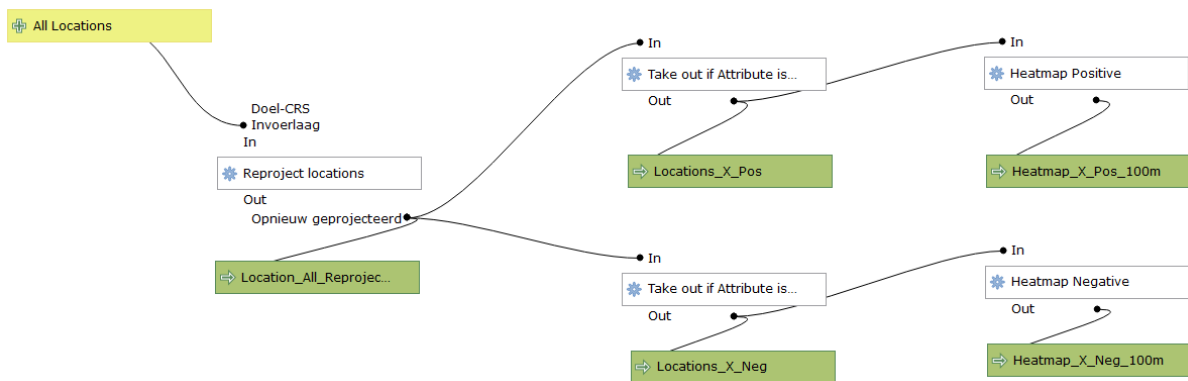 All Locations
Doel-CRS
Invoerlaag
In
Reproject locations
Out
Opnieuw geprojecteerd
Location_All_Reprojec...
In
Take out if Attribute is...
Out
Locations_X_Pos
In
Heatmap Positive
Out
Heatmap_X_Pos_100m
In
Take out if Attribute is...
Out
Locations_X_Neg
In
Heatmap Negative
Out
Heatmap_X_Neg_100m